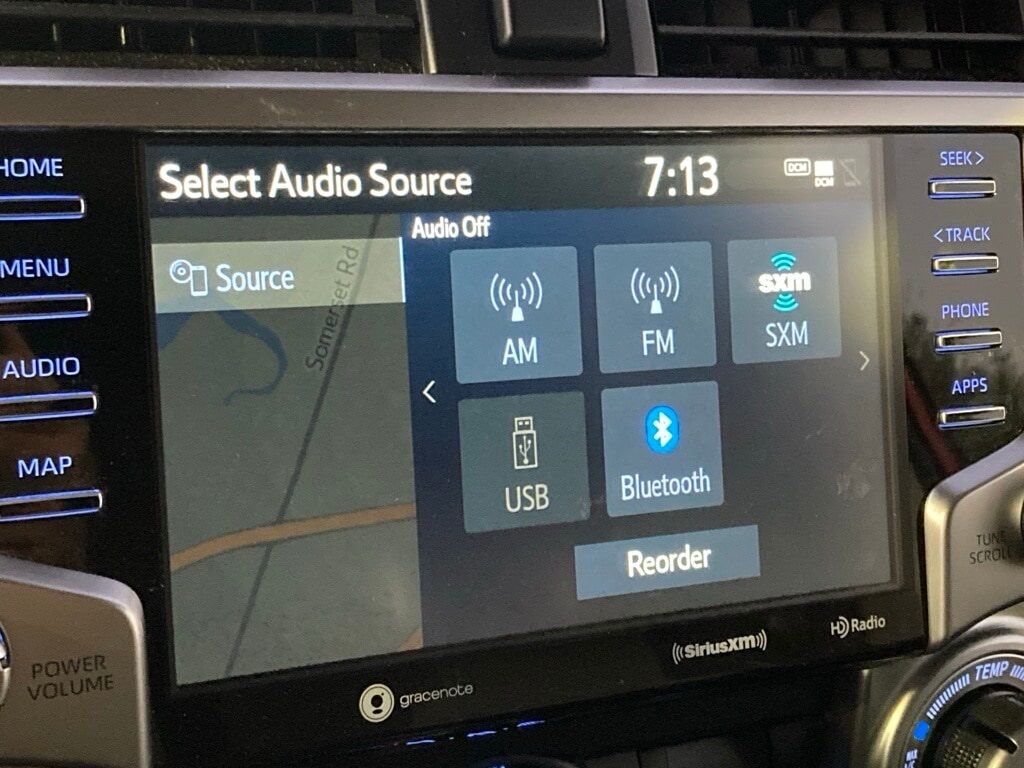 HOME
MENU
AUDIO
MAP
POWER
VOLUME
Select Audio Source
7:13
DCM
DCM
Audio Off
Source
Somerset Rd
AM
FM
sxm
SXM
USB
Bluetooth
Reorder
gracenote
SiriusXM
HD Radio
SEEK >
< TRACK
PHONE
APPS
TUNE
SCROLL
TEMP
MAX